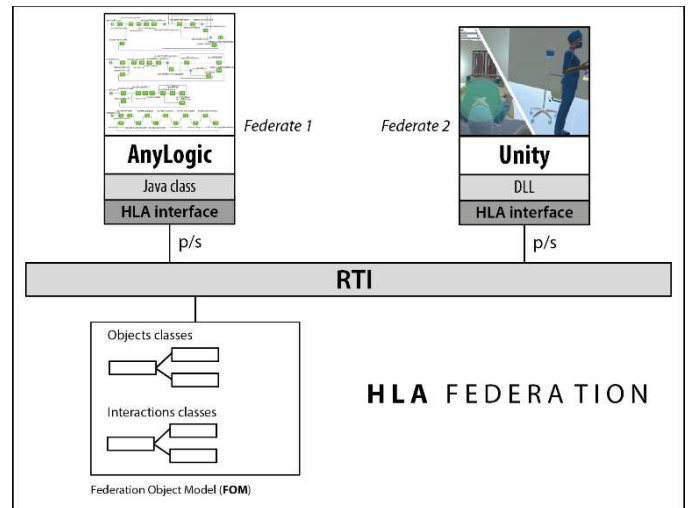 Federate 1
Federate 2
AnyLogic
Java class
HLA interface
p/s
Unity
DLL
HLA interface
p/s
RTI
Objects classes
Interactions classes
Federation Object Model (FOM)
HLA FEDERATION